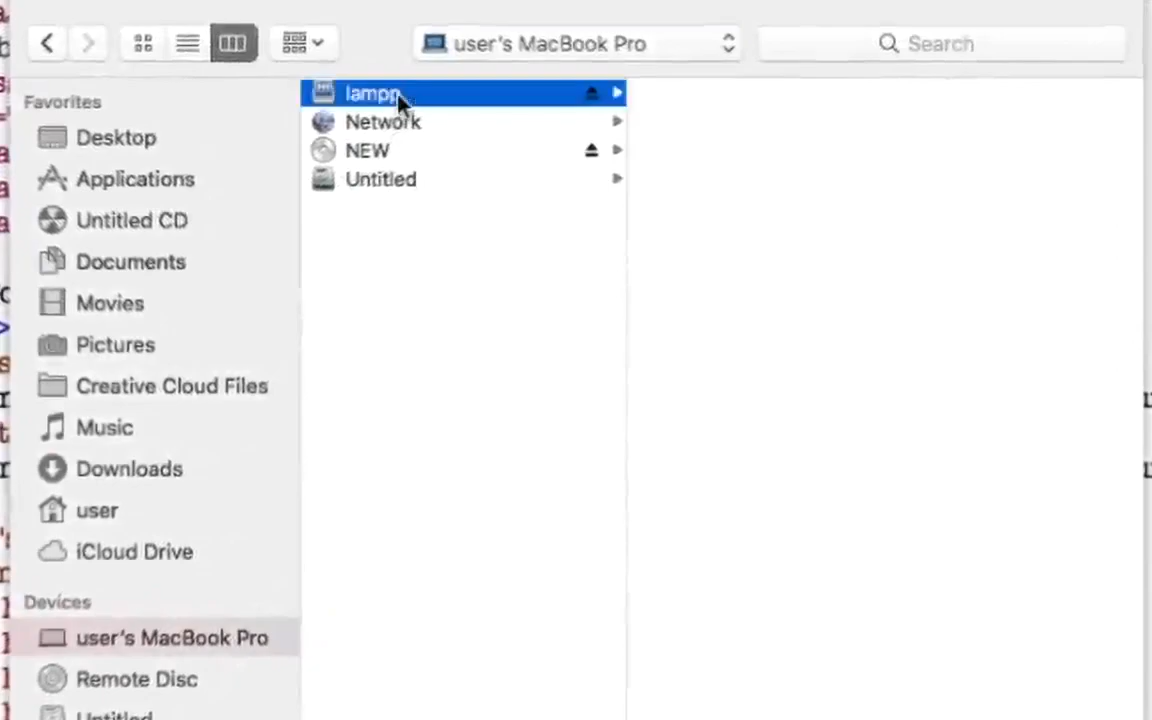 user's MacBook Pro
Search
Favorites
Desktop
Applications
Untitled CD
Documents
Movies
Pictures
Creative Cloud Files
Music
Downloads
user
iCloud Drive
Devices
user's MacBook Pro
Remote Disc
Untitled
lampp
Network
NEW
Untitled